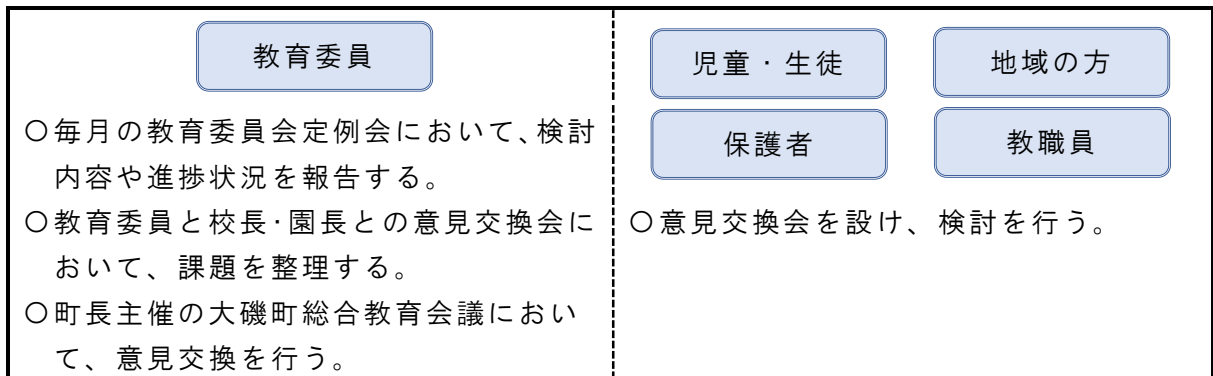 教育委員
〇毎月の教育委員会定例会において、検討
内容や進捗状況を報告する。
〇教育委員と校長・園長との意見交換会に
おいて、課題を整理する。
〇町長主催の大磯町総合教育会議におい
て、意見交換を行う。
児童・生徒
地域の方
保護者
教職員
〇意見交換会を設け、検討を行う。